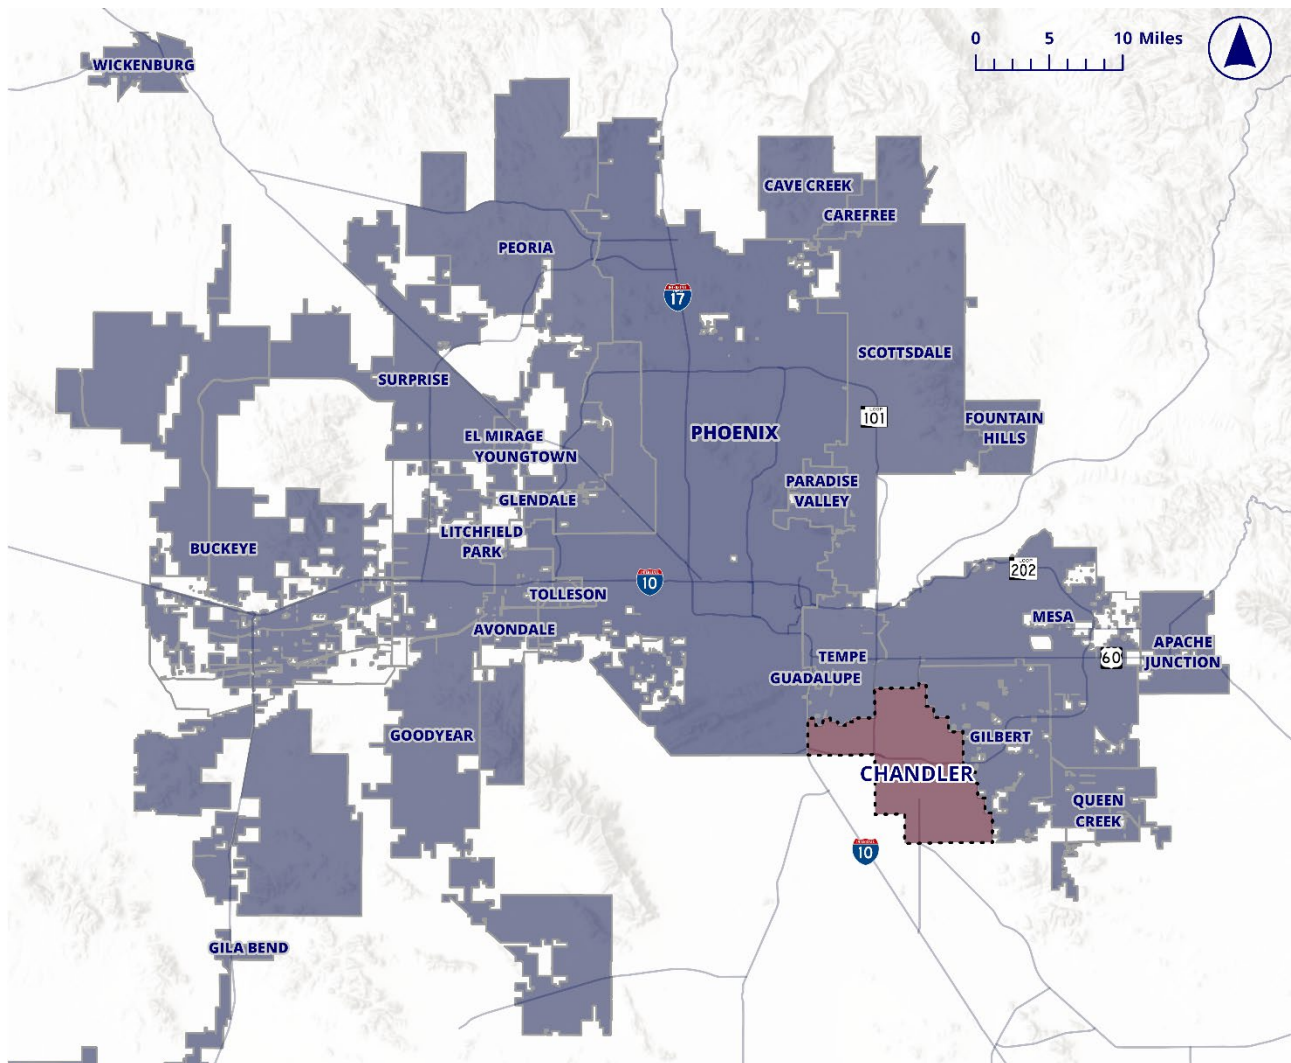 0 5 10 Miles
WICKENBURG
CAVE CREEK
CAREFREE
PEORIA
17
SCOTTSDALE
SURPRISE
LOOP
101
FOUNTAIN
HILLS
PHOENIX
EL MIRAGE
YOUNGTOWN
PARADISE
VALLEY
GLENDALE
LITCHFIELD
PARK
BUCKEYE
LOOP
202
10
TOLLESON
MESA
AVONDALE
APACHE
JUNCTION
60
TEMPE
GUADALUPE
GOODYEAR
GILBERT
CHANDLER
QUEEN
CREEK
10
GILA BEND